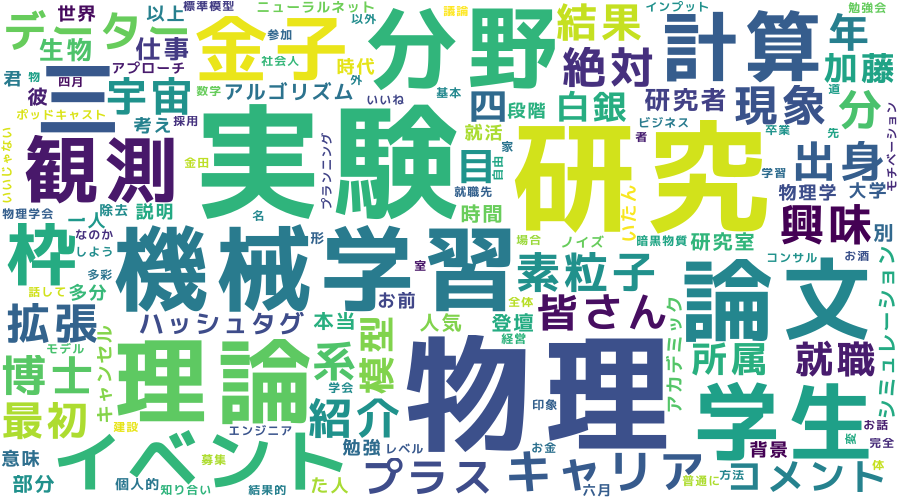 世界
以上
標準模型
ニューラルネット
以外
議論
インプット
勉強会
データー
生物
仕事
金子
参加
社会人
分野
結果
計算
年
君
物
四月
アプローチ
彼
三
宇宙
時代
数学
外
アルゴリズム
いいね
基本
絶対
加藤
道
ポッドキャスト
採用
考え
実験
プランニング
四
段階
白銀
研究者
現象
分
ビジネス
卒業
先
モチベーション
いいじゃない
観測
金田
就活
目
自由
家
研究
者
出身
学習
物理学
大学
就職先
物理学会
除去
説明
一人
なのか
名
時間
いたん
興味
別
枠
しよう
多彩
話して
多分
機械学習
形
室
お前
場合
ノイズ
暗黒物質
研究室
素粒子
コンサル
お酒
シミュレーション
拡張
ハッシュタグ
本当
人気
全体
登壇
皆さん
論文
モデル
キャンセル
理論
系
模型
経営
物理
アカデミック
所属
就職
博士
最初
建設
エンジニア
学会
紹介
印象
学生
お話
変
完全
意味
部分
イベント
募集
勉強
レベル
た人
プラス
お金
キャリア
六月
普通に
背景
方法
コメント
体
個人的
知り合い
結果的